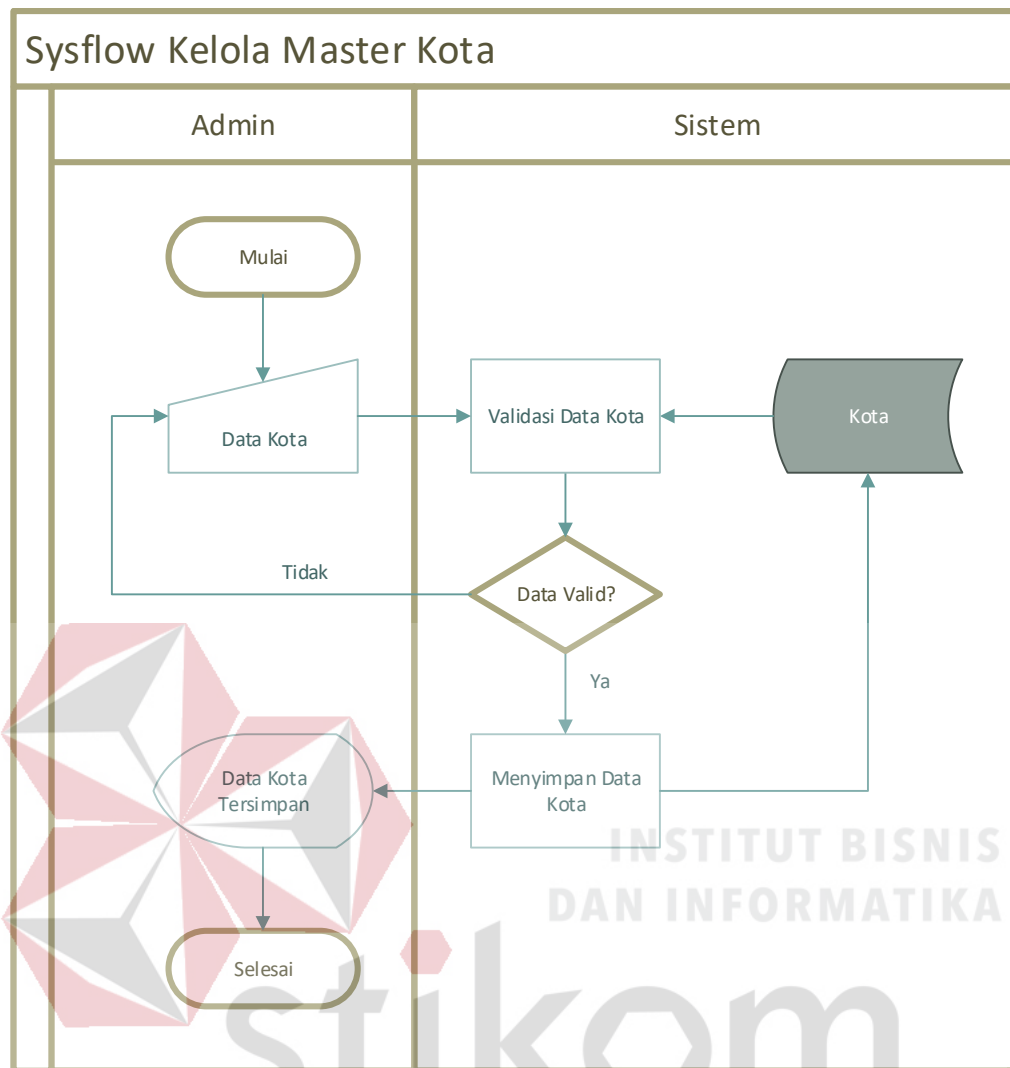 Sysflow Kelola Master Kota
Admin
Sistem
Mulai
Data Kota
Validasi Data Kota
Kota
Tidak
Data Valid?
Ya
Data Kota
Tersimpan
Menyimpan Data
Kota
INSTITUT BISNIS
DAN INFORMATIKA
Selesai
stikom